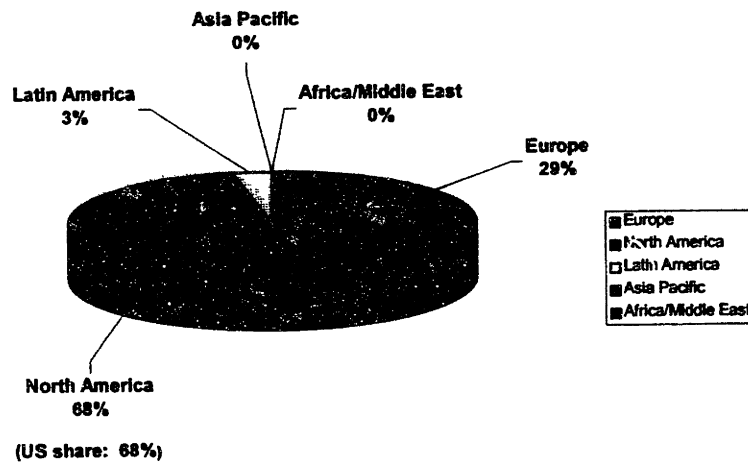 Asia Pacific
0%
Latin America
3%
Africa/Middle East
0%
Europe
29%
North America
68%
(US share: 68%)
Europe
North America
Latin America
Asia Pacific
Africa/Middle East